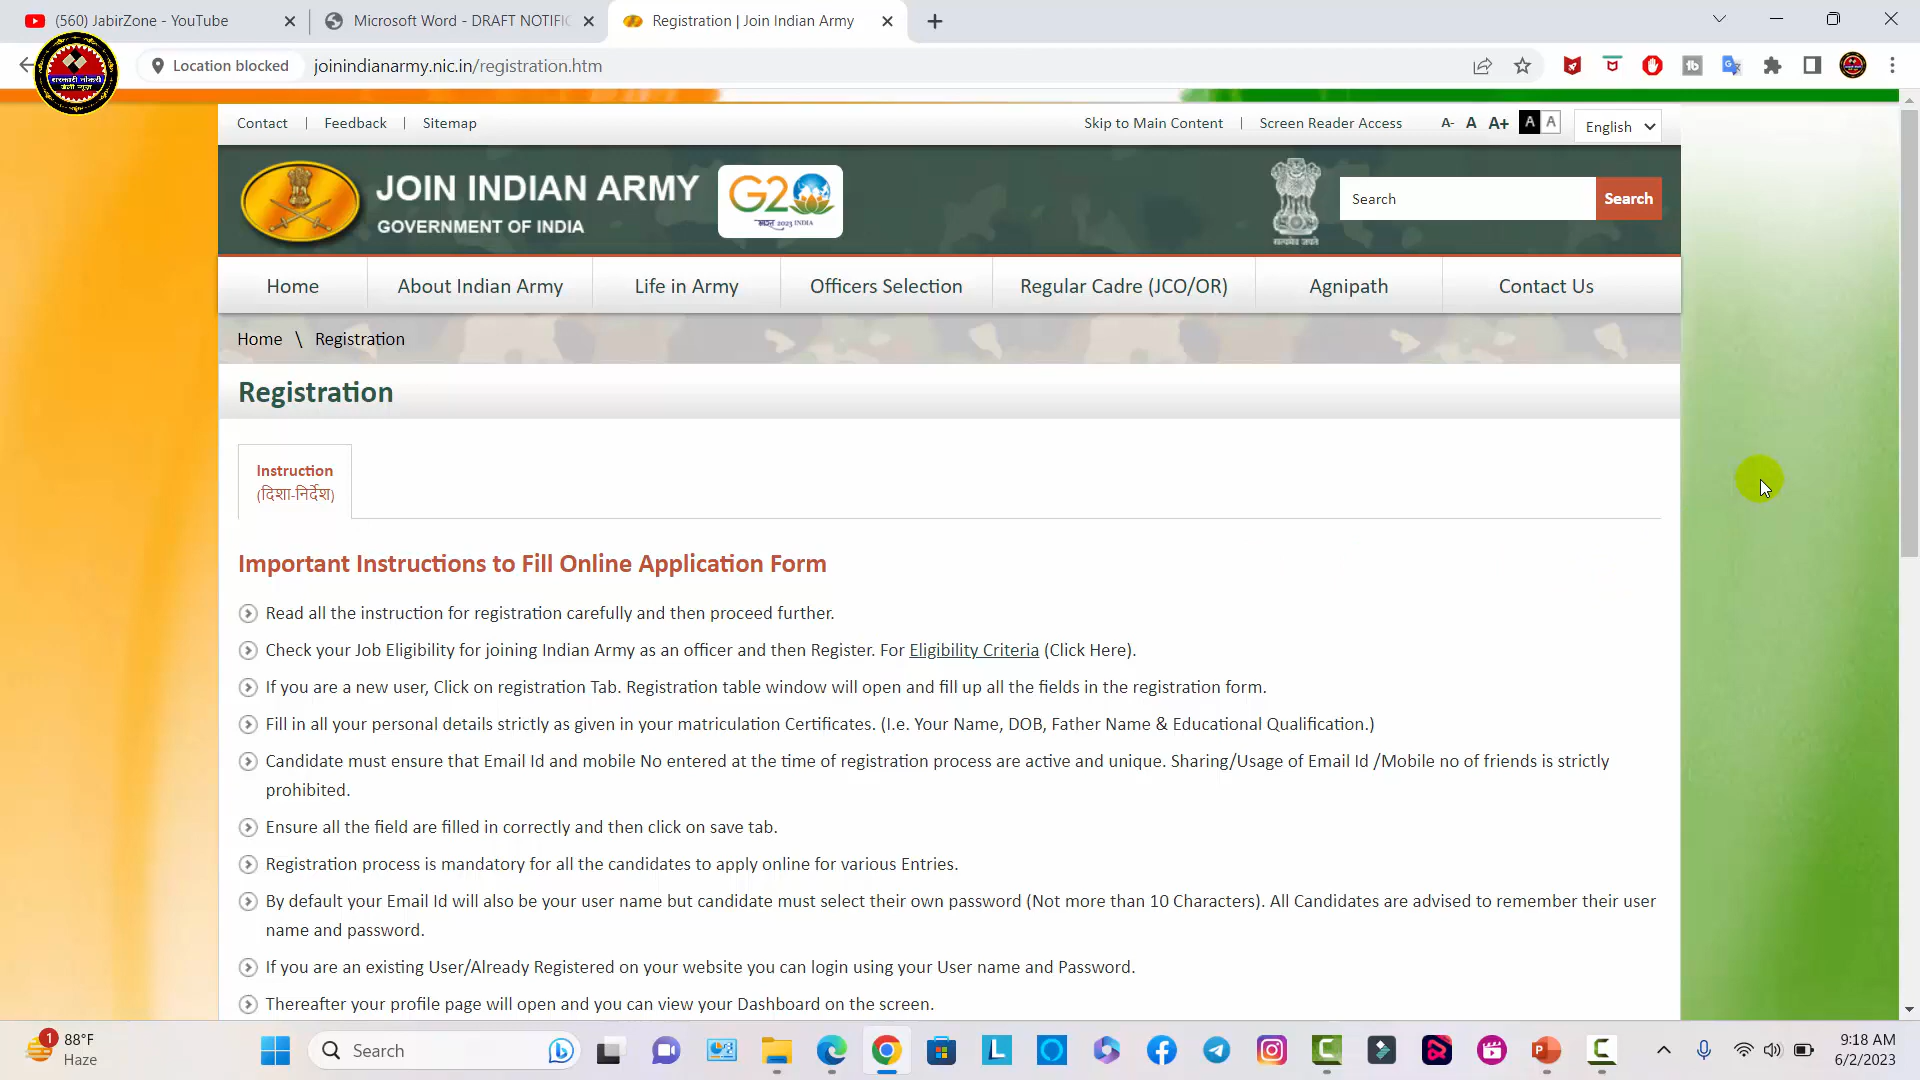 (560) JabirZone - YouTube
Microsoft Word - DRAFT NOTIFIC
Registration | Join Indian Army
सरकारी नौकरी
Location blocked
joinindianarmy.nic.in/registration.htm
Contact | Feedback | Sitemap
Skip to Main Content | Screen Reader Access A- A A+ A A English
JOIN INDIAN ARMY
GOVERNMENT OF INDIA
G20
भारत 2023 INDIA
सत्यमेव जयते
Search Search
Home About Indian Army Life in Army Officers Selection Regular Cadre (JCO/OR) Agnipath Contact Us
Home \ Registration
Registration
Instruction
(दिशा-निर्देश)
Important Instructions to Fill Online Application Form
Read all the instruction for registration carefully and then proceed further.
Check your Job Eligibility for joining Indian Army as an officer and then Register. For Eligibility Criteria (Click Here).
If you are a new user, Click on registration Tab. Registration table window will open and fill up all the fields in the registration form.
Fill in all your personal details strictly as given in your matriculation Certificates. (I.e. Your Name, DOB, Father Name & Educational Qualification.)
Candidate must ensure that Email Id and mobile No entered at the time of registration process are active and unique. Sharing/Usage of Email Id /Mobile no of friends is strictly
prohibited.
Ensure all the field are filled in correctly and then click on save tab.
Registration process is mandatory for all the candidates to apply online for various Entries.
By default your Email Id will also be your user name but candidate must select their own password (Not more than 10 Characters). All Candidates are advised to remember their user
name and password.
If you are an existing User/Already Registered on your website you can login using your User name and Password.
Thereafter your profile page will open and you can view your Dashboard on the screen.
1
88°F
Haze
Search
9:18 AM
6/2/2023